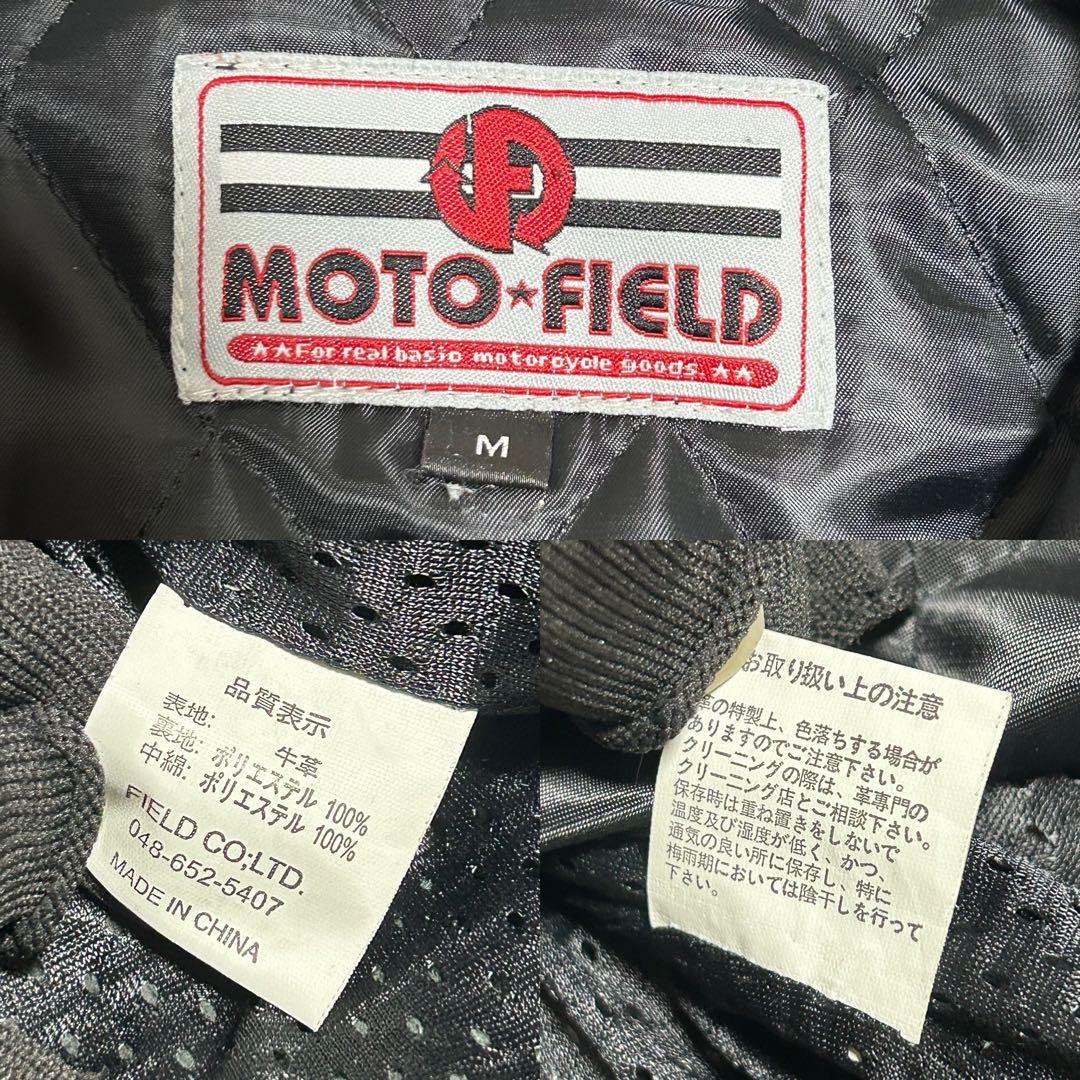 MOTO★FIELD
★★For real basic motorcycle goods★★
M
品質表示
表地: 牛革
裏地: ポリエステル 100%
中綿: ポリエステル 100%
FIELD CO;LTD.
048-652-5407
MADE IN CHINA
お取り扱い上の注意
革の特製上、色落ちする場合が
ありますのでご注意下さい。
クリーニングの際は、革専門の
クリーニング店とご相談下さい。
保存時は重ね置きをしないで
温度及び湿度が低く、かつ、
通気の良い所に保存し、特に
梅雨期においては陰干しを行って
下さい。